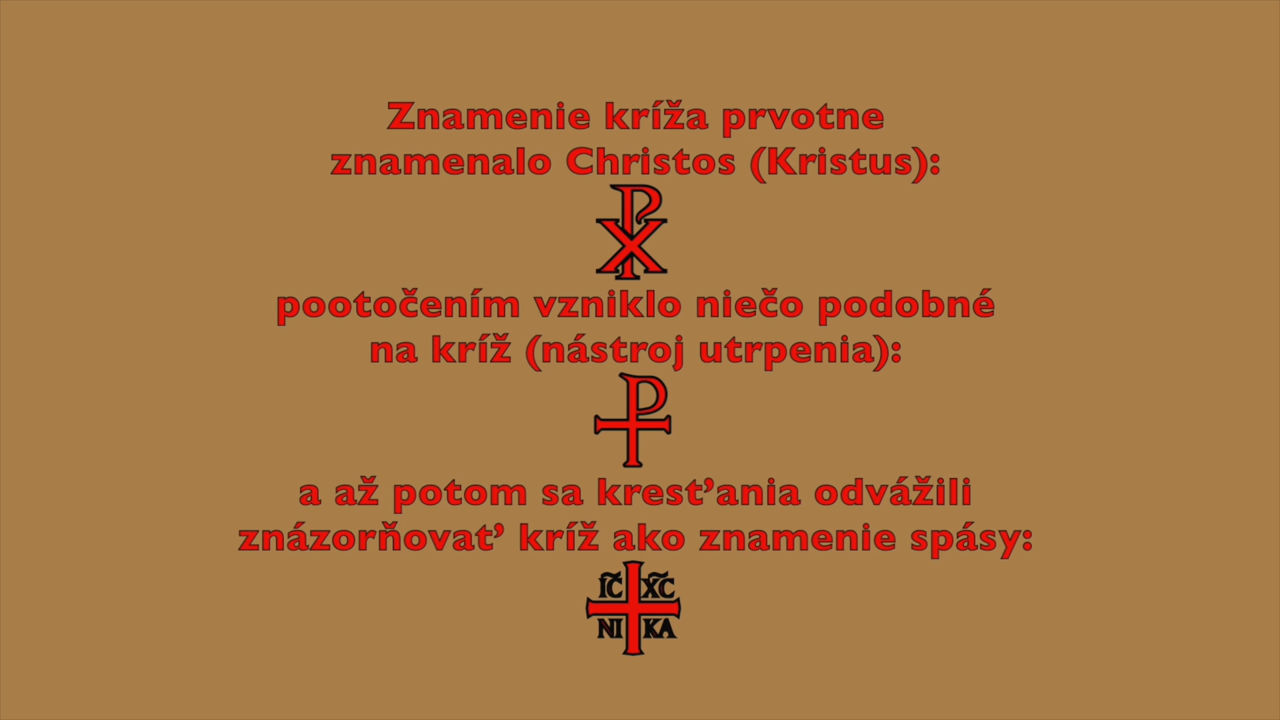 Znamenie kríža prvotne
znamenalo Christos (Kristus):
☧
pootočením vzniklo niečo podobné
na kríž (nástroj utrpenia):
⳨
a až potom sa kresťania odvážili
znázorňovať kríž ako znamenie spásy:
IC XC
NI KA